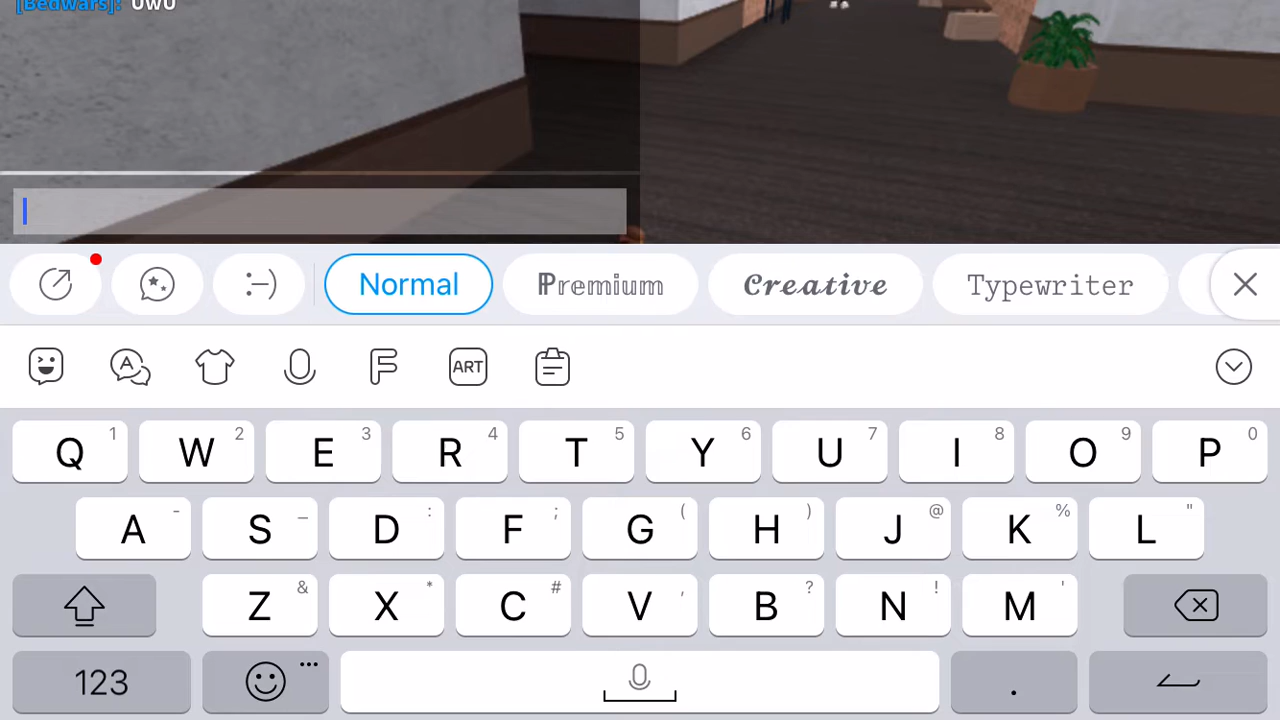 [Bedwars]: UwU
:-) Normal ℙremium 𝓒𝓻𝓮𝓪𝓽𝓲𝓿𝓮 Typewriter
A F ART
Q 1 W 2 E 3 R 4 T 5 Y 6 U 7 I 8 O 9 P 0
A - S _ D : F ; G ( H ) J @ K % L "
Z & X * C # V , B ? N ! M '
123 ... .